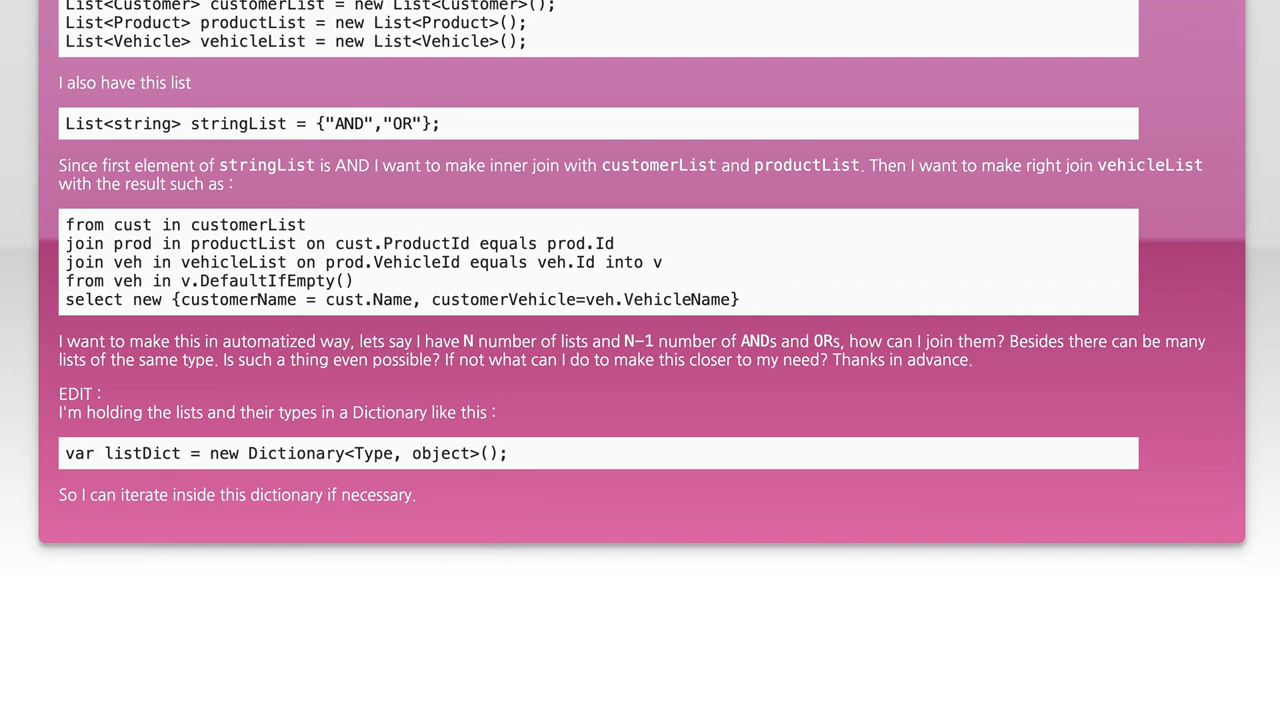 List<Customer> customerList = new List<Customer>();
List<Product> productList = new List<Product>();
List<Vehicle> vehicleList = new List<Vehicle>();
I also have this list
List<string> stringList = {"AND","OR"};
Since first element of stringList is AND I want to make inner join with customerList and productList. Then I want to make right join vehicleList
with the result such as :
from cust in customerList
join prod in productList on cust.ProductId equals prod.Id
join veh in vehicleList on prod.VehicleId equals veh.Id into v
from veh in v.DefaultIfEmpty()
select new {customerName = cust.Name, customerVehicle=veh.VehicleName}
I want to make this in automatized way, lets say I have N number of lists and N-1 number of ANDs and ORs, how can I join them? Besides there can be many
lists of the same type. Is such a thing even possible? If not what can I do to make this closer to my need? Thanks in advance.
EDIT :
I'm holding the lists and their types in a Dictionary like this :
var listDict = new Dictionary<Type, object>();
So I can iterate inside this dictionary if necessary.